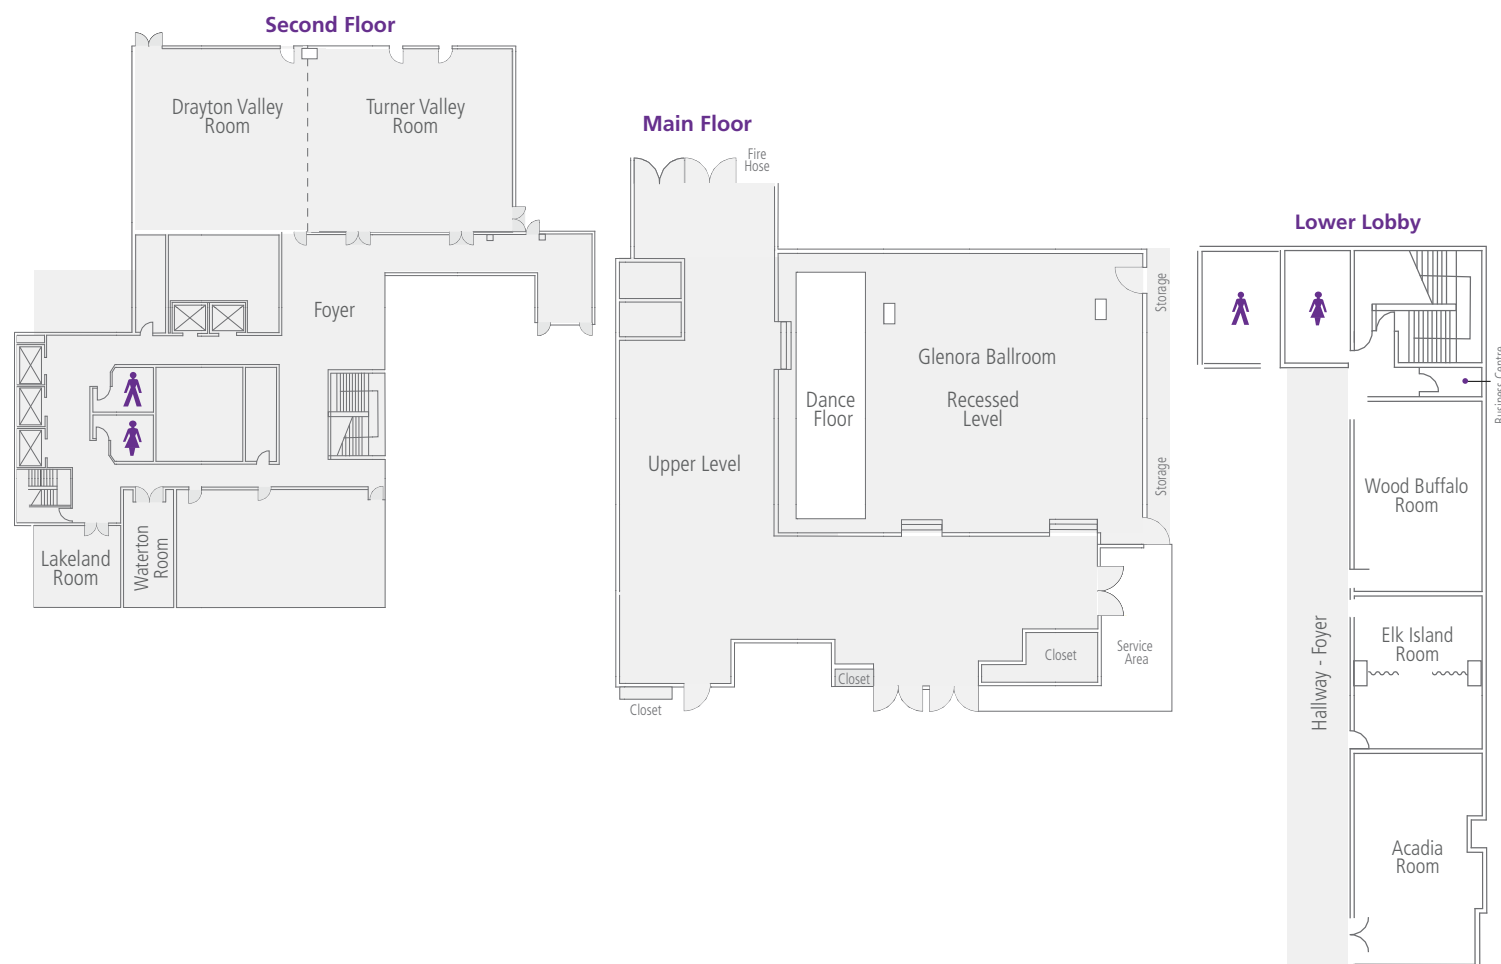 Second Floor
Drayton Valley
Room
Turner Valley
Room
Foyer
Lakeland
Room
Waterton
Room
Main Floor
Fire
Hose
Storage
Glenora Ballroom
Dance
Floor
Recessed
Level
Upper Level
Storage
Service
Area
Closet
Closet
Closet
Lower Lobby
Business Centre
Wood Buffalo
Room
Elk Island
Room
Hallway - Foyer
Acadia
Room